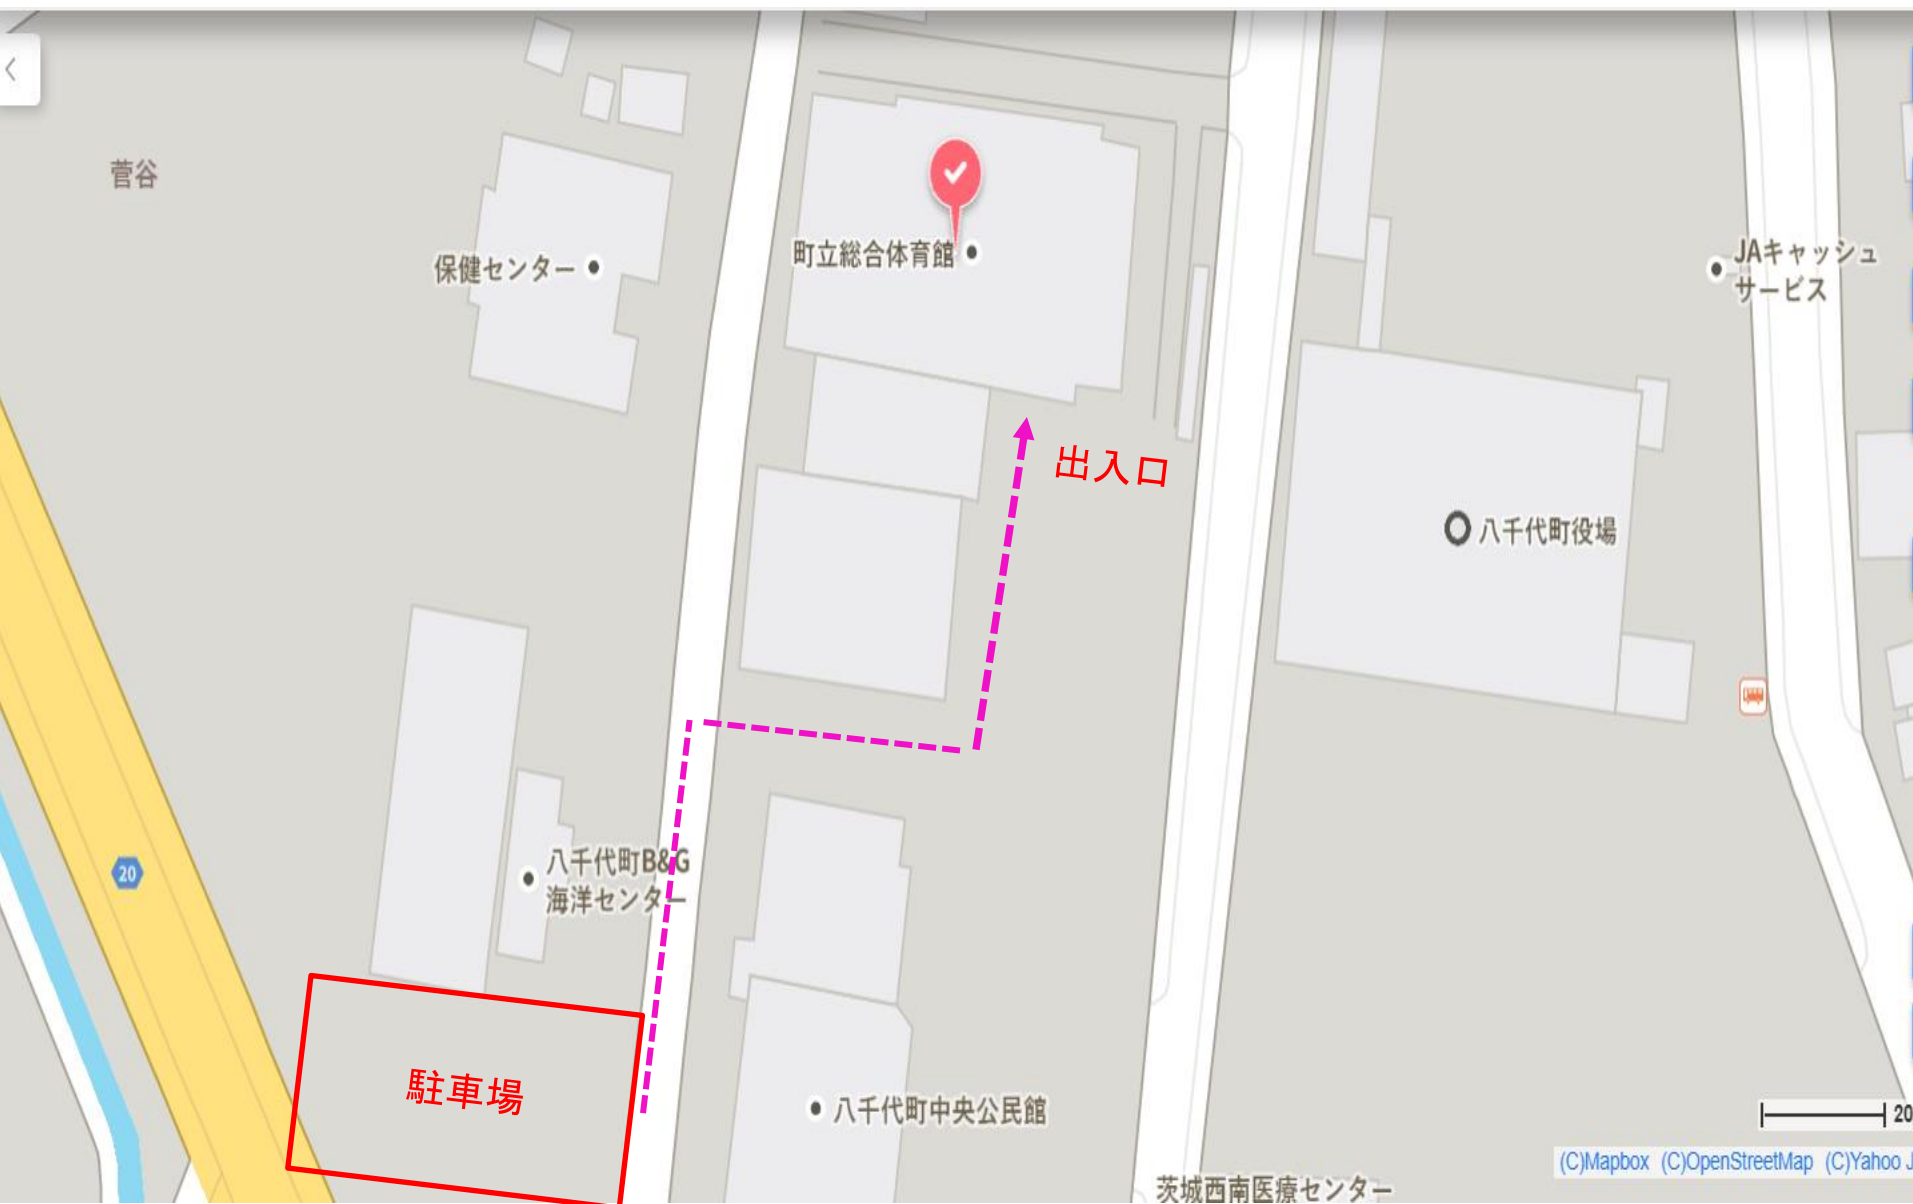 菅谷
保健センター
町立総合体育館
JAキャッシュ
サービス
出入口
八千代町役場
八千代町B&G
海洋センター
20
駐車場
八千代町中央公民館
20
(C)Mapbox (C)OpenStreetMap (C)Yahoo J
茨城西南医療センター